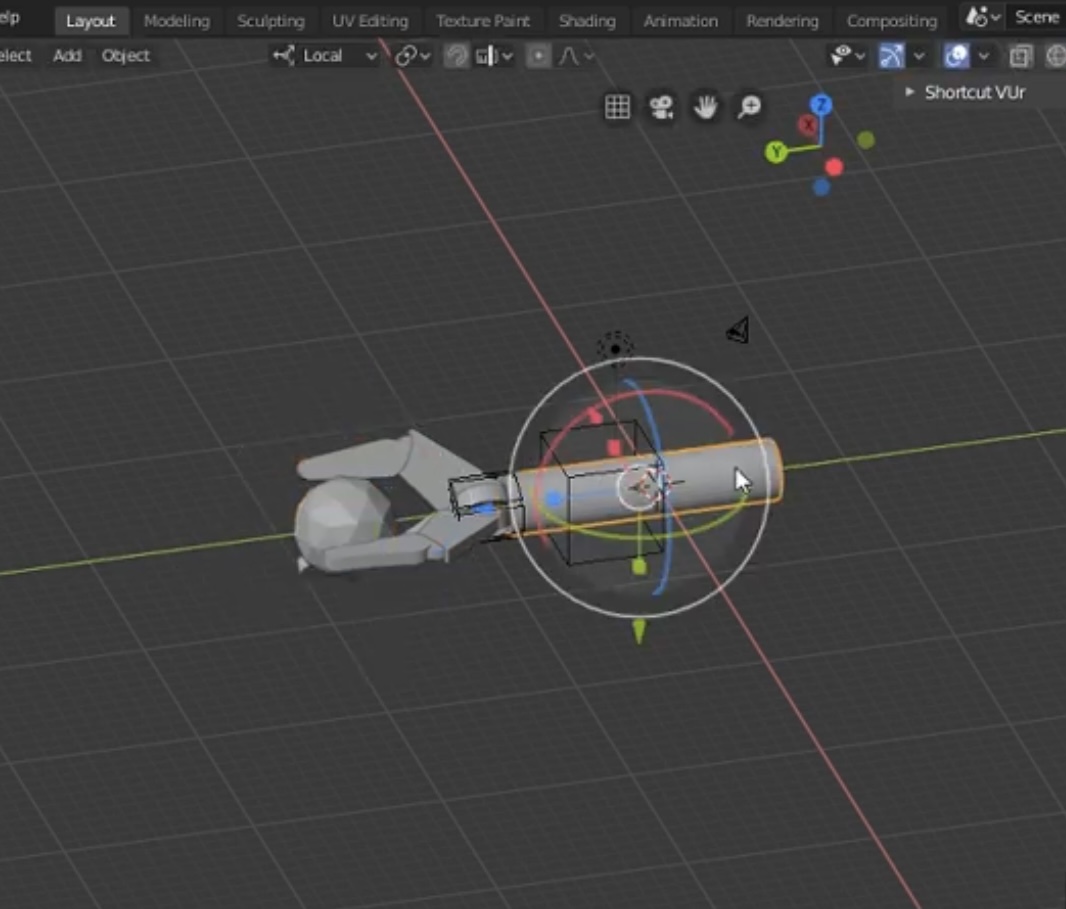 elp Layout Modeling Sculpting UV Editing Texture Paint Shading Animation Rendering Compositing Scene
elect Add Object Local
Shortcut VUr
Z
X
Y